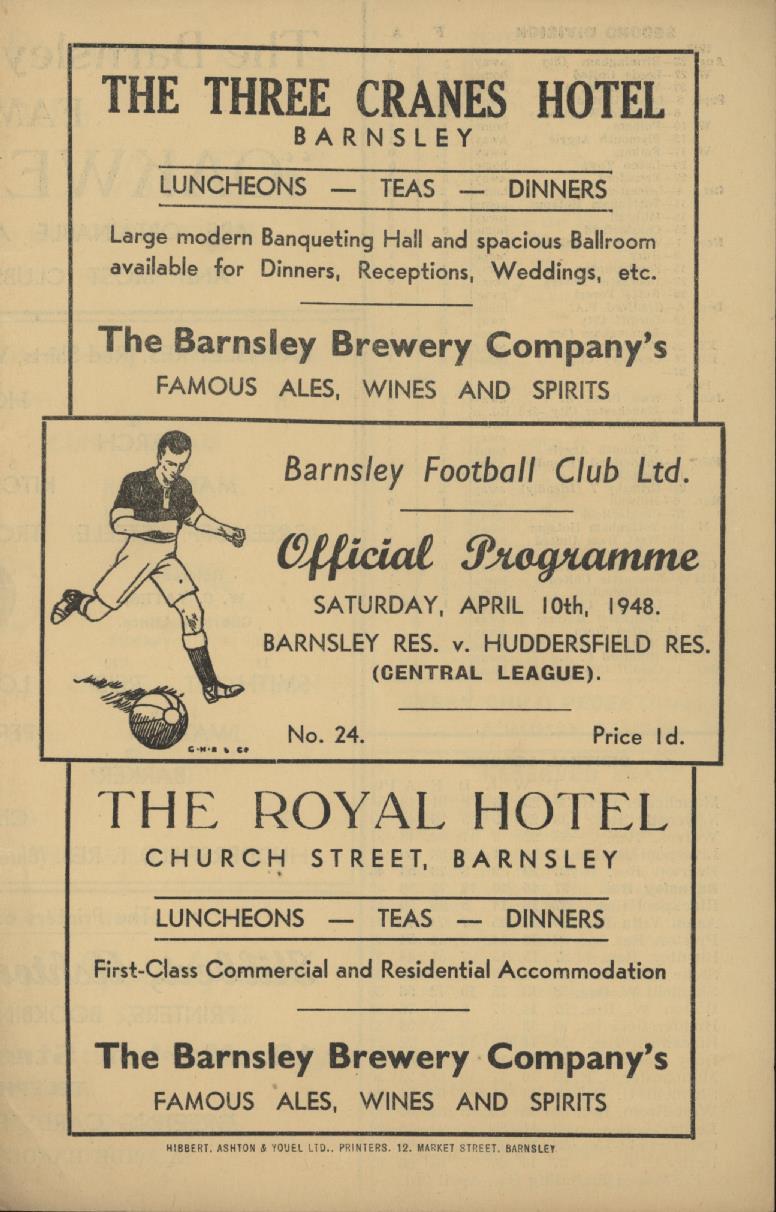 THE THREE CRANES HOTEL
BARNSLEY
LUNCHEONS — TEAS — DINNERS
Large modern Banqueting Hall and spacious Ballroom
available for Dinners, Receptions, Weddings, etc.
The Barnsley Brewery Company's
FAMOUS ALES, WINES AND SPIRITS
Barnsley Football Club Ltd.
Official Programme
SATURDAY, APRIL 10th, 1948.
BARNSLEY RES. v. HUDDERSFIELD RES.
(CENTRAL LEAGUE).
No. 24. Price 1d.
THE ROYAL HOTEL
CHURCH STREET, BARNSLEY
LUNCHEONS — TEAS — DINNERS
First-Class Commercial and Residential Accommodation
The Barnsley Brewery Company's
FAMOUS ALES, WINES AND SPIRITS
HIBBERT, ASHTON & YOUEL LTD., PRINTERS, 12, MARKET STREET, BARNSLEY